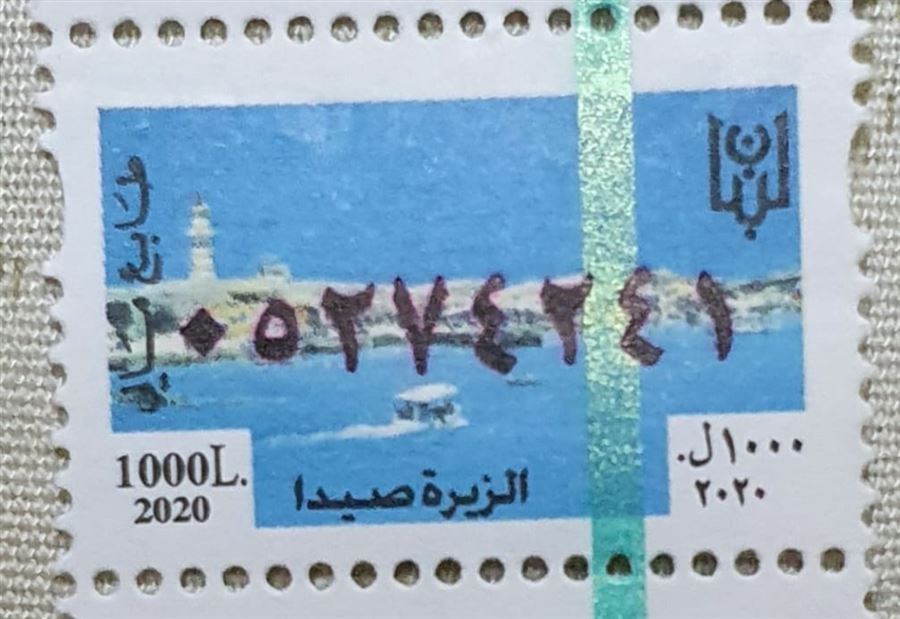 لبنان
طابع مالي
٠٥٢٧٤٢٤١
1000L.
2020
الزيرة صيدا
١٠٠٠ ل.
٢٠٢٠